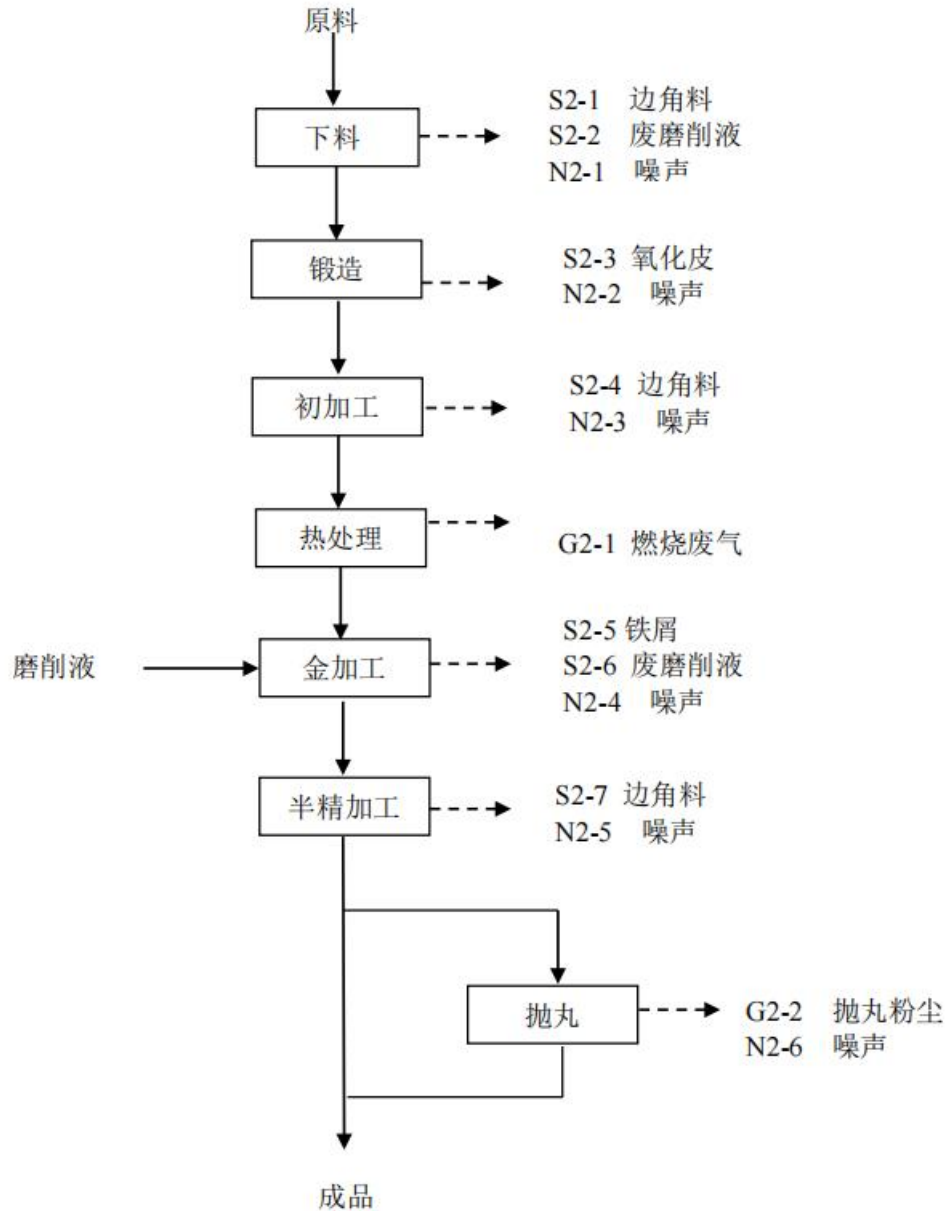 原料
下料
S2-1 边角料
S2-2 废磨削液
N2-1 噪声
锻造
S2-3 氧化皮
N2-2 噪声
初加工
S2-4 边角料
N2-3 噪声
热处理
G2-1 燃烧废气
磨削液
金加工
S2-5 铁屑
S2-6 废磨削液
N2-4 噪声
半精加工
S2-7 边角料
N2-5 噪声
抛丸
G2-2 抛丸粉尘
N2-6 噪声
成品